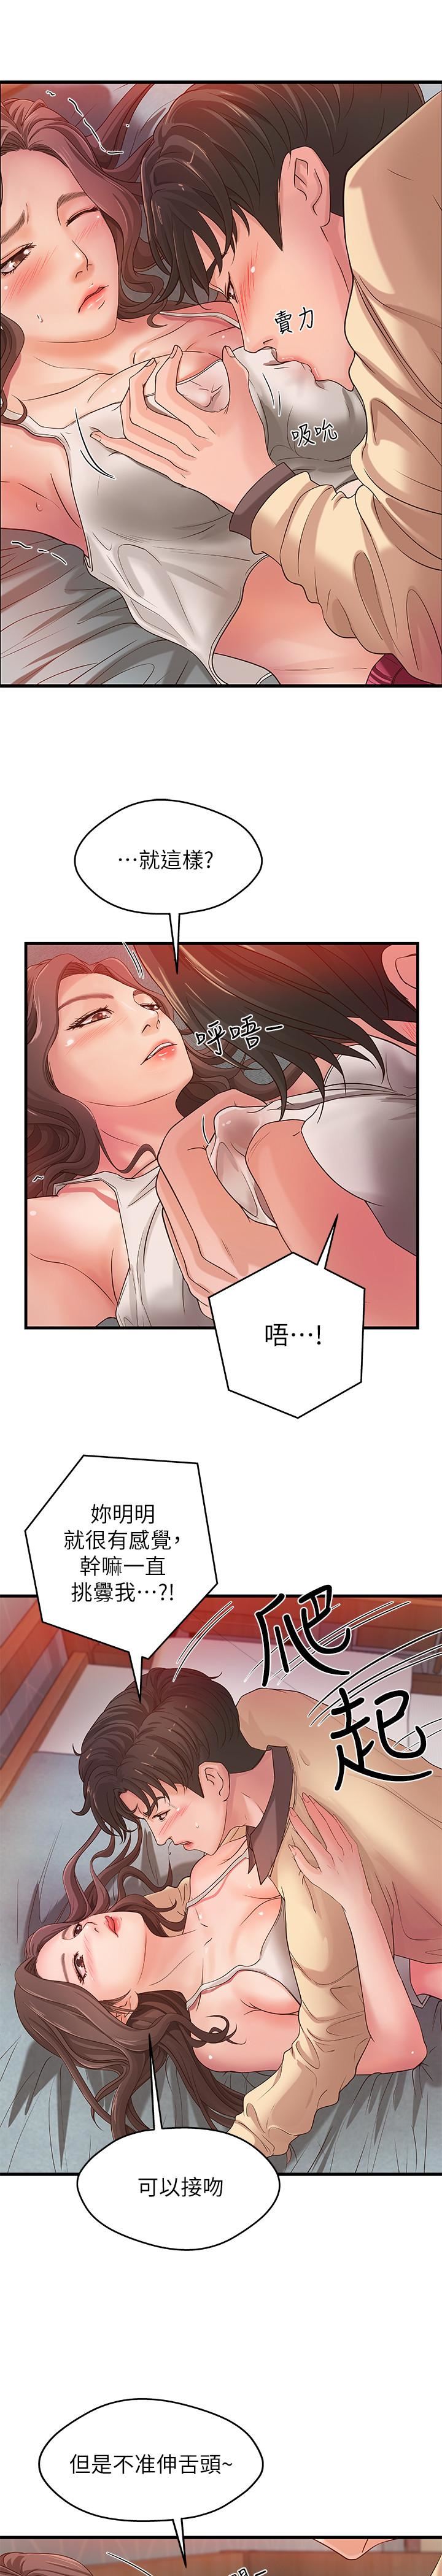 賣力
吸吮
…就這樣?
呼唔~
唔…!
妳明明
就很有感覺，
幹嘛一直
挑釁我…?!
爬
起
可以接吻
但是不准伸舌頭~